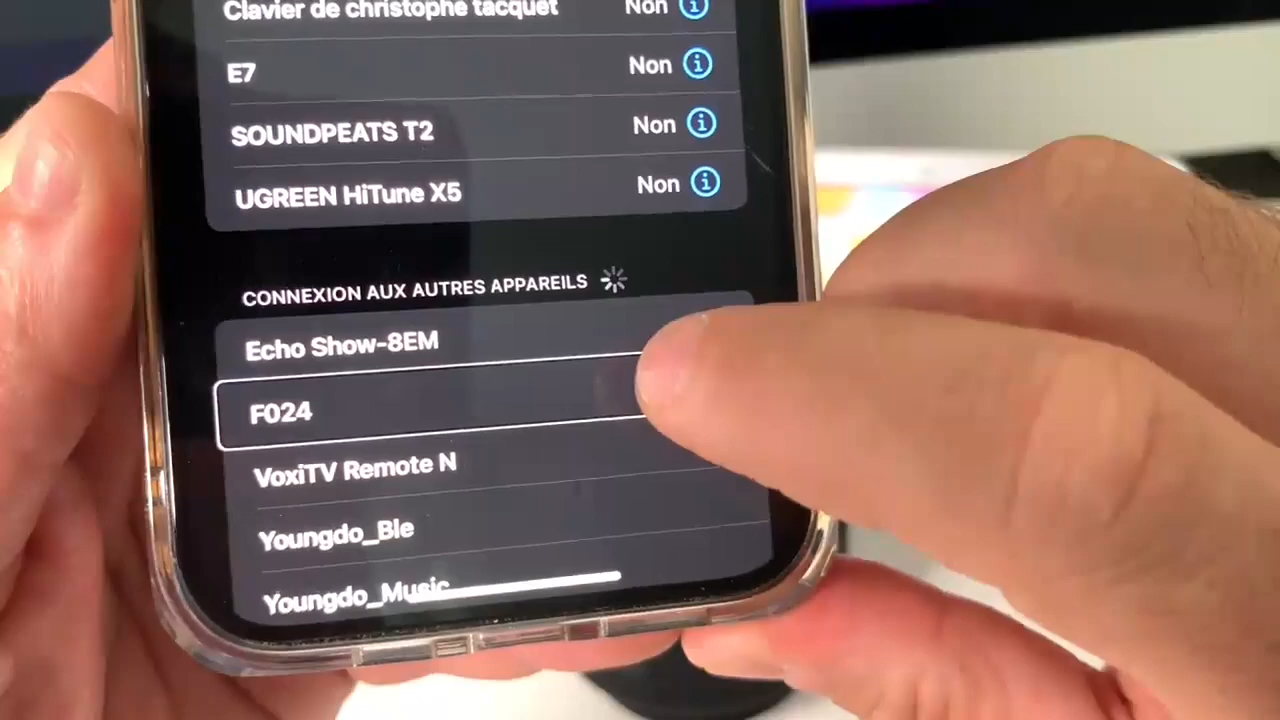 Clavier de christophe tacquet Non
E7 Non
SOUNDPEATS T2 Non
UGREEN HiTune X5 Non
CONNEXION AUX AUTRES APPAREILS
Echo Show-8EM
F024
VoxiTV Remote N
Youngdo_Ble
Youngdo_Music